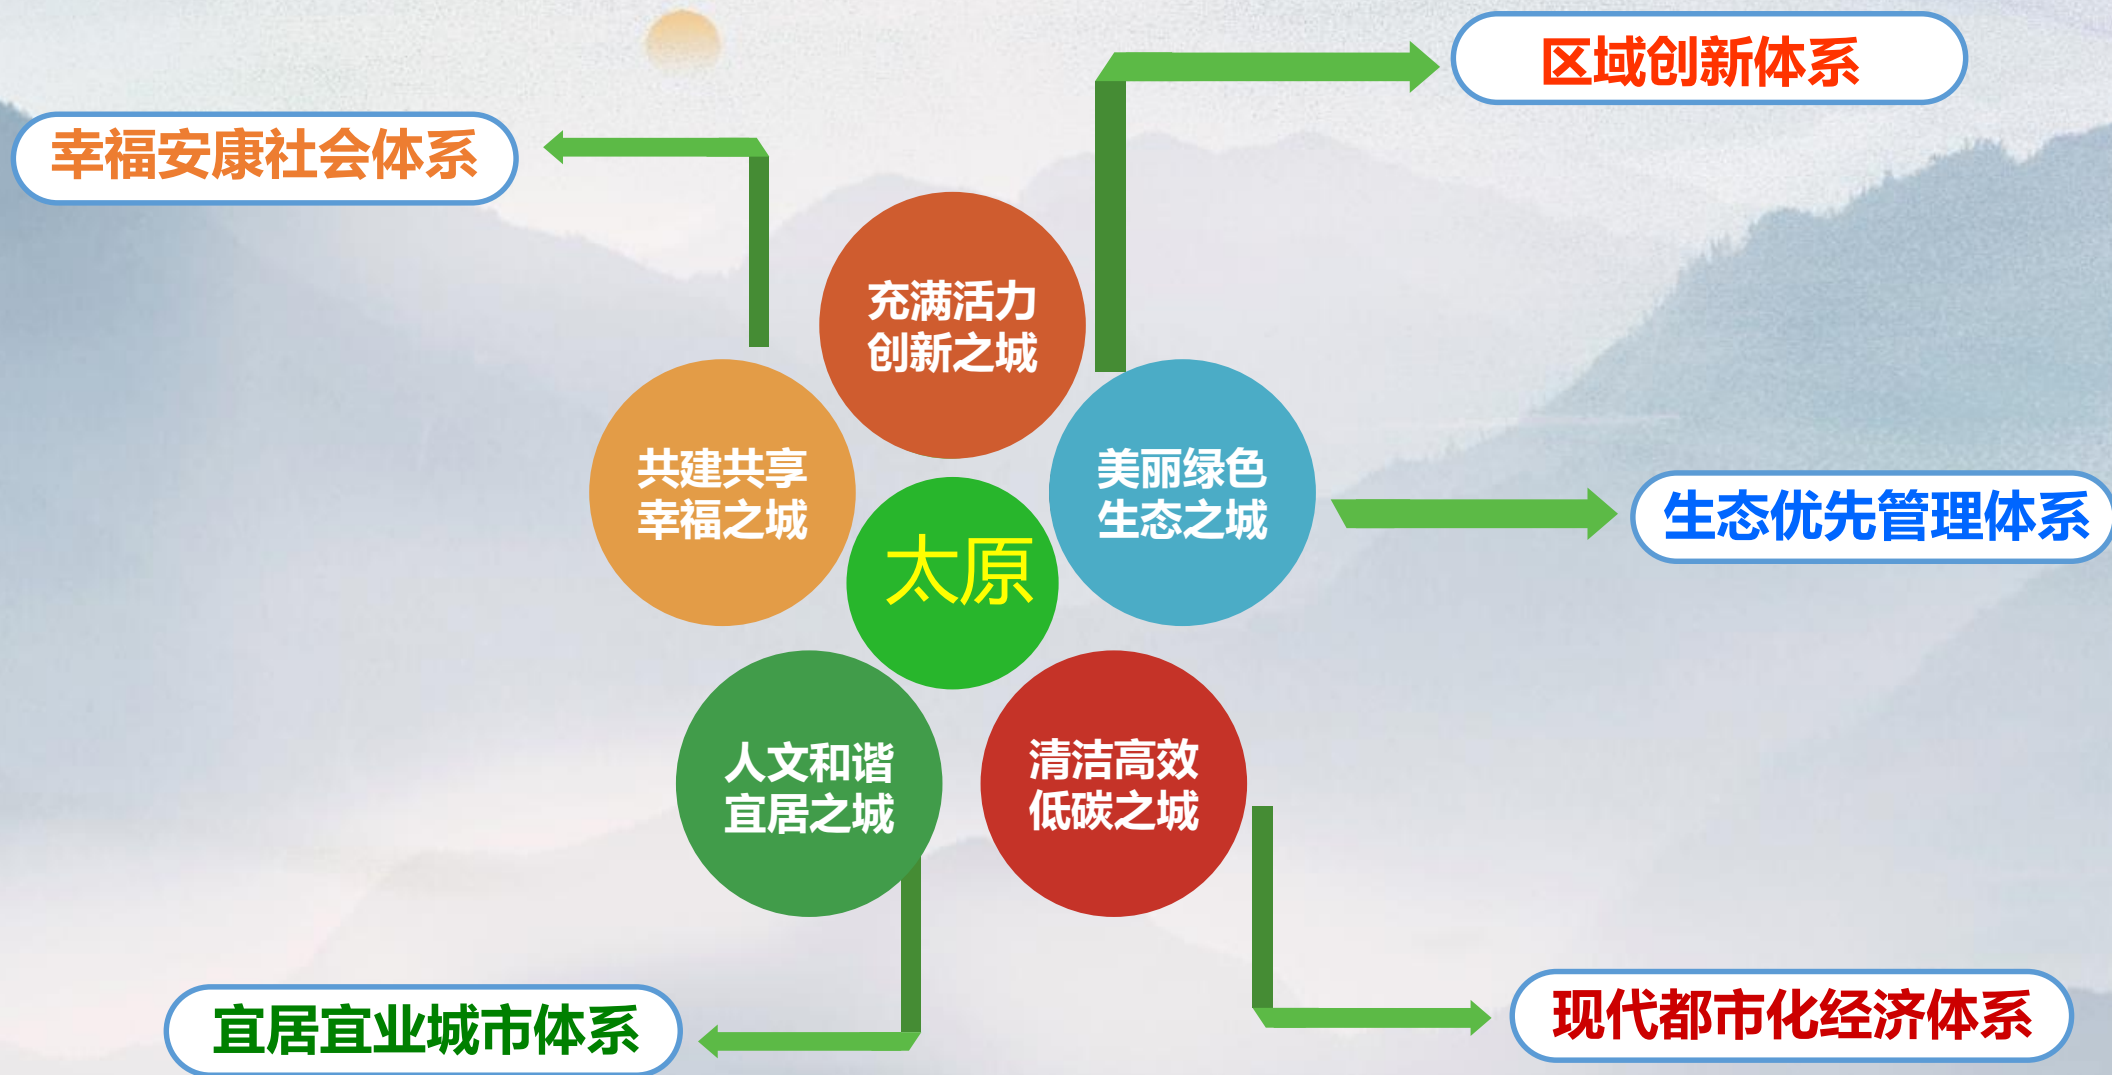 区域创新体系
幸福安康社会体系
充满活力
创新之城
共建共享
幸福之城
美丽绿色
生态之城
生态优先管理体系
太原
人文和谐
宜居之城
清洁高效
低碳之城
宜居宜业城市体系
现代都市化经济体系